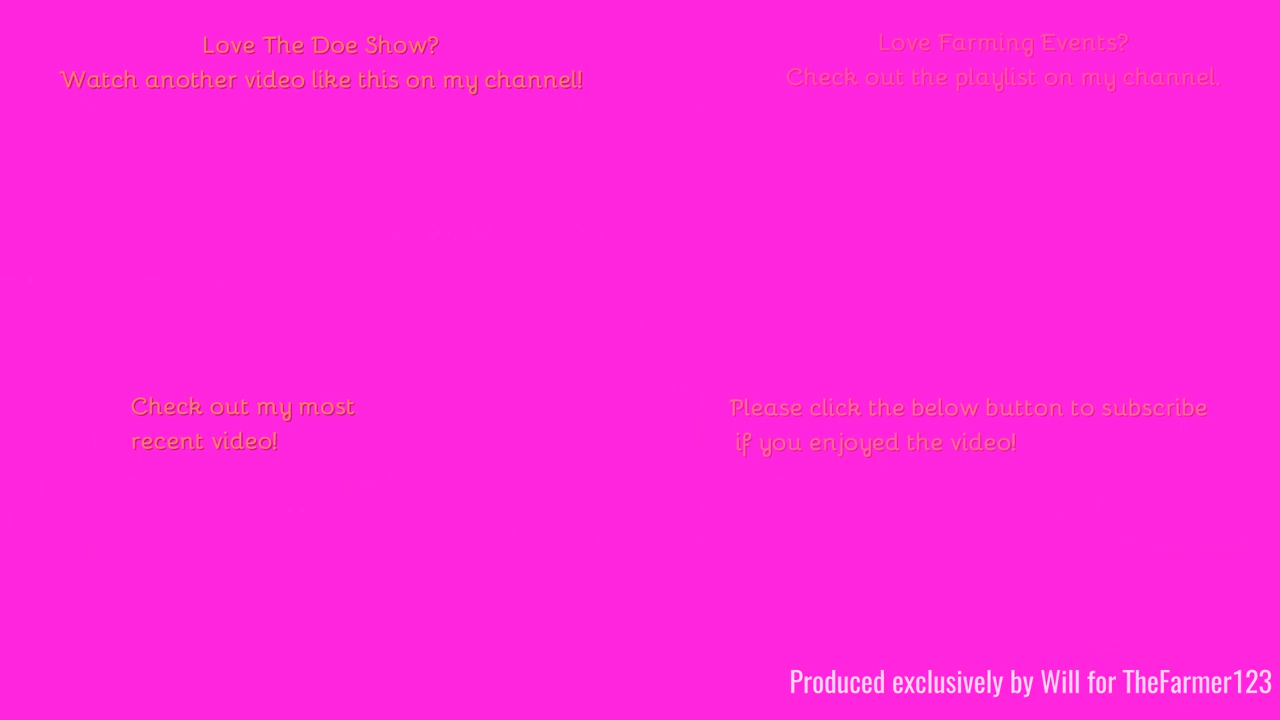 Love The Doe Show?
Watch another video like this on my channel!
Love Farming Events?
Check out the playlist on my channel.
Check out my most
recent video!
Please click the below button to subscribe
if you enjoyed the video!
Produced exclusively by Will for TheFarmer123